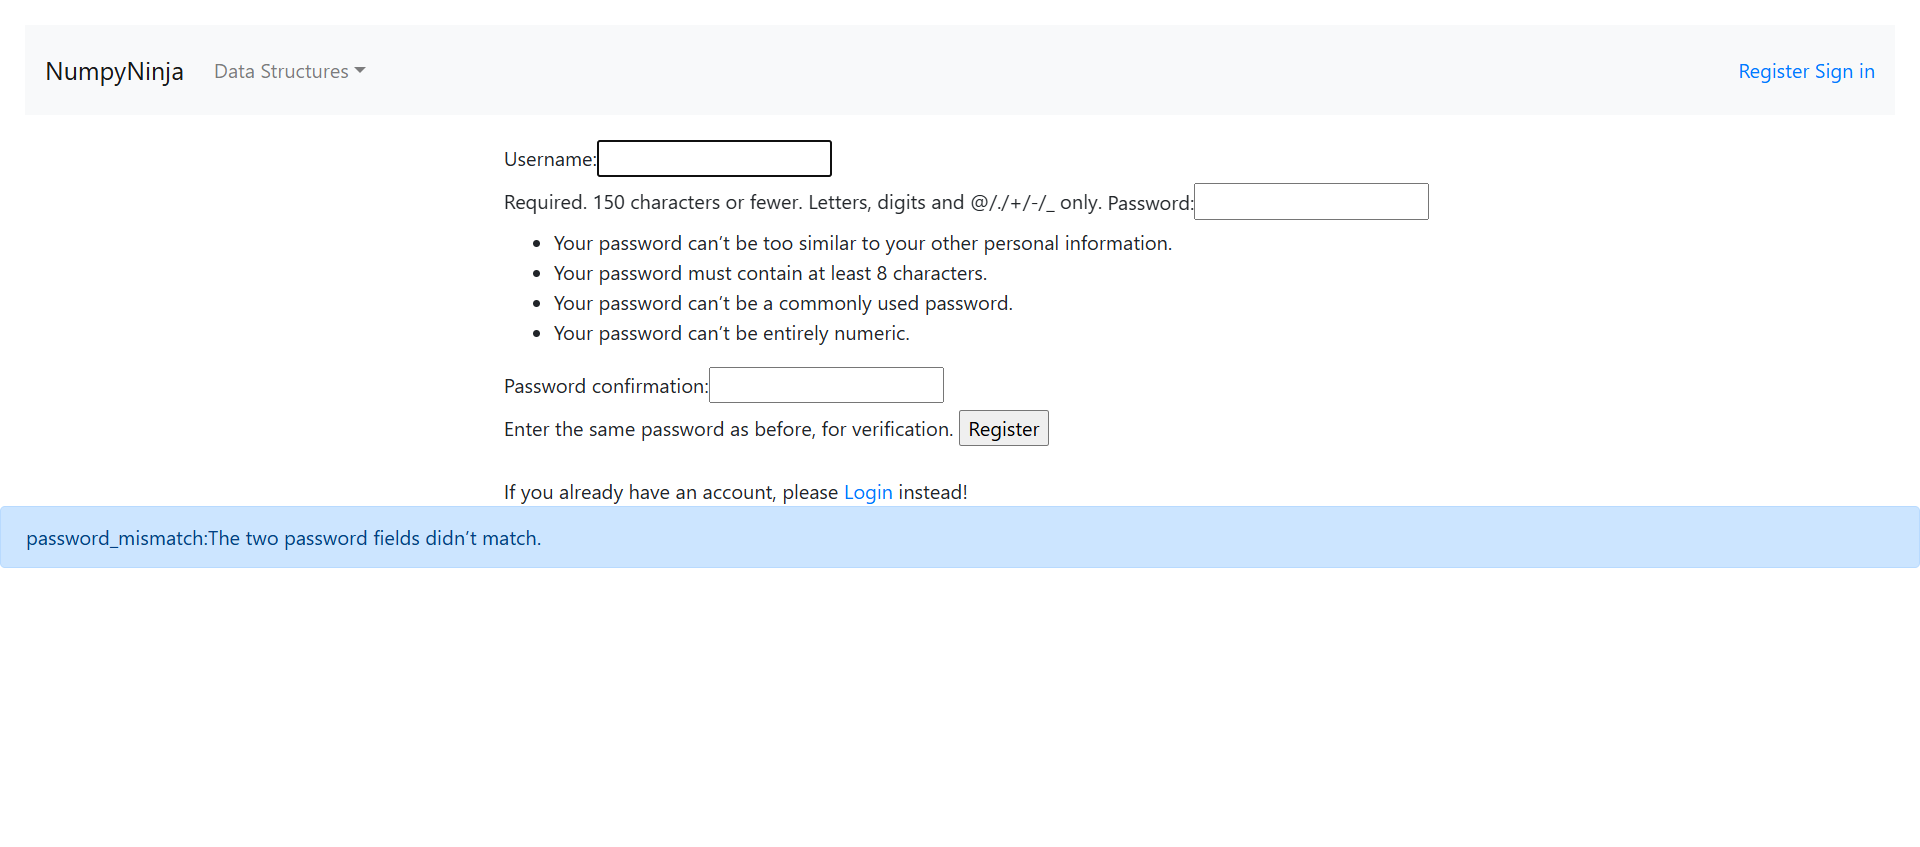 NumpyNinja Data Structures Register Sign in
Username:
Required. 150 characters or fewer. Letters, digits and @/./+/-/_ only. Password:
Your password can’t be too similar to your other personal information.
Your password must contain at least 8 characters.
Your password can’t be a commonly used password.
Your password can’t be entirely numeric.
Password confirmation:
Enter the same password as before, for verification. Register
If you already have an account, please Login instead!
password_mismatch:The two password fields didn’t match.